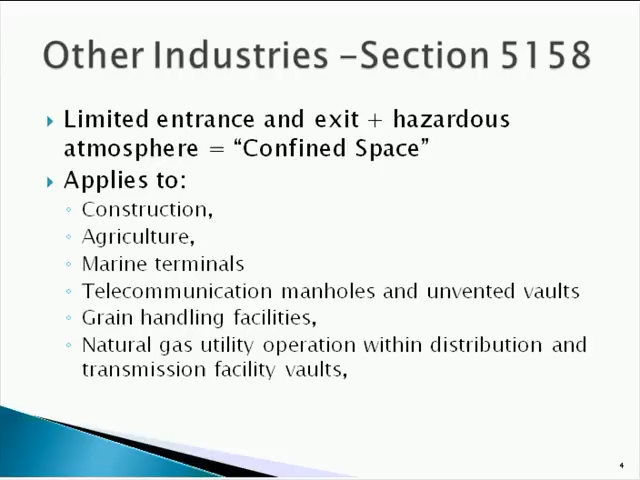 Other Industries –Section 5158
Limited entrance and exit + hazardous
atmosphere = “Confined Space”
Applies to:
Construction,
Agriculture,
Marine terminals
Telecommunication manholes and unvented vaults
Grain handling facilities,
Natural gas utility operation within distribution and
transmission facility vaults,
4